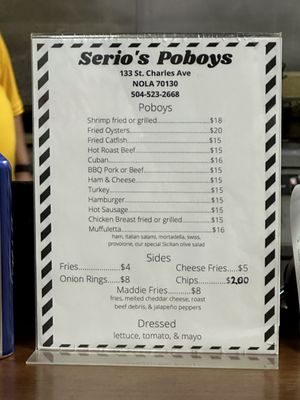 Serio's Poboys
133 St. Charles Ave
NOLA 70130
504-523-2668
Poboys
Shrimp fried or grilled $18
Fried Oysters $20
Fried Catfish $15
Hot Roast Beef $15
Cuban $16
BBQ Pork or Beef $15
Ham & Cheese $15
Turkey $15
Hamburger $15
Hot Sausage $15
Chicken Breast fried or grilled $15
Muffuletta $16
ham, Italian salami, mortadella, swiss,
provolone, our special Sicilian olive salad
Sides
Fries $4 Cheese Fries $5
Onion Rings $8 Chips $2.00
Maddie Fries $8
fries, melted cheddar cheese, roast
beef debris, & jalapeño peppers
Dressed
lettuce, tomato, & mayo